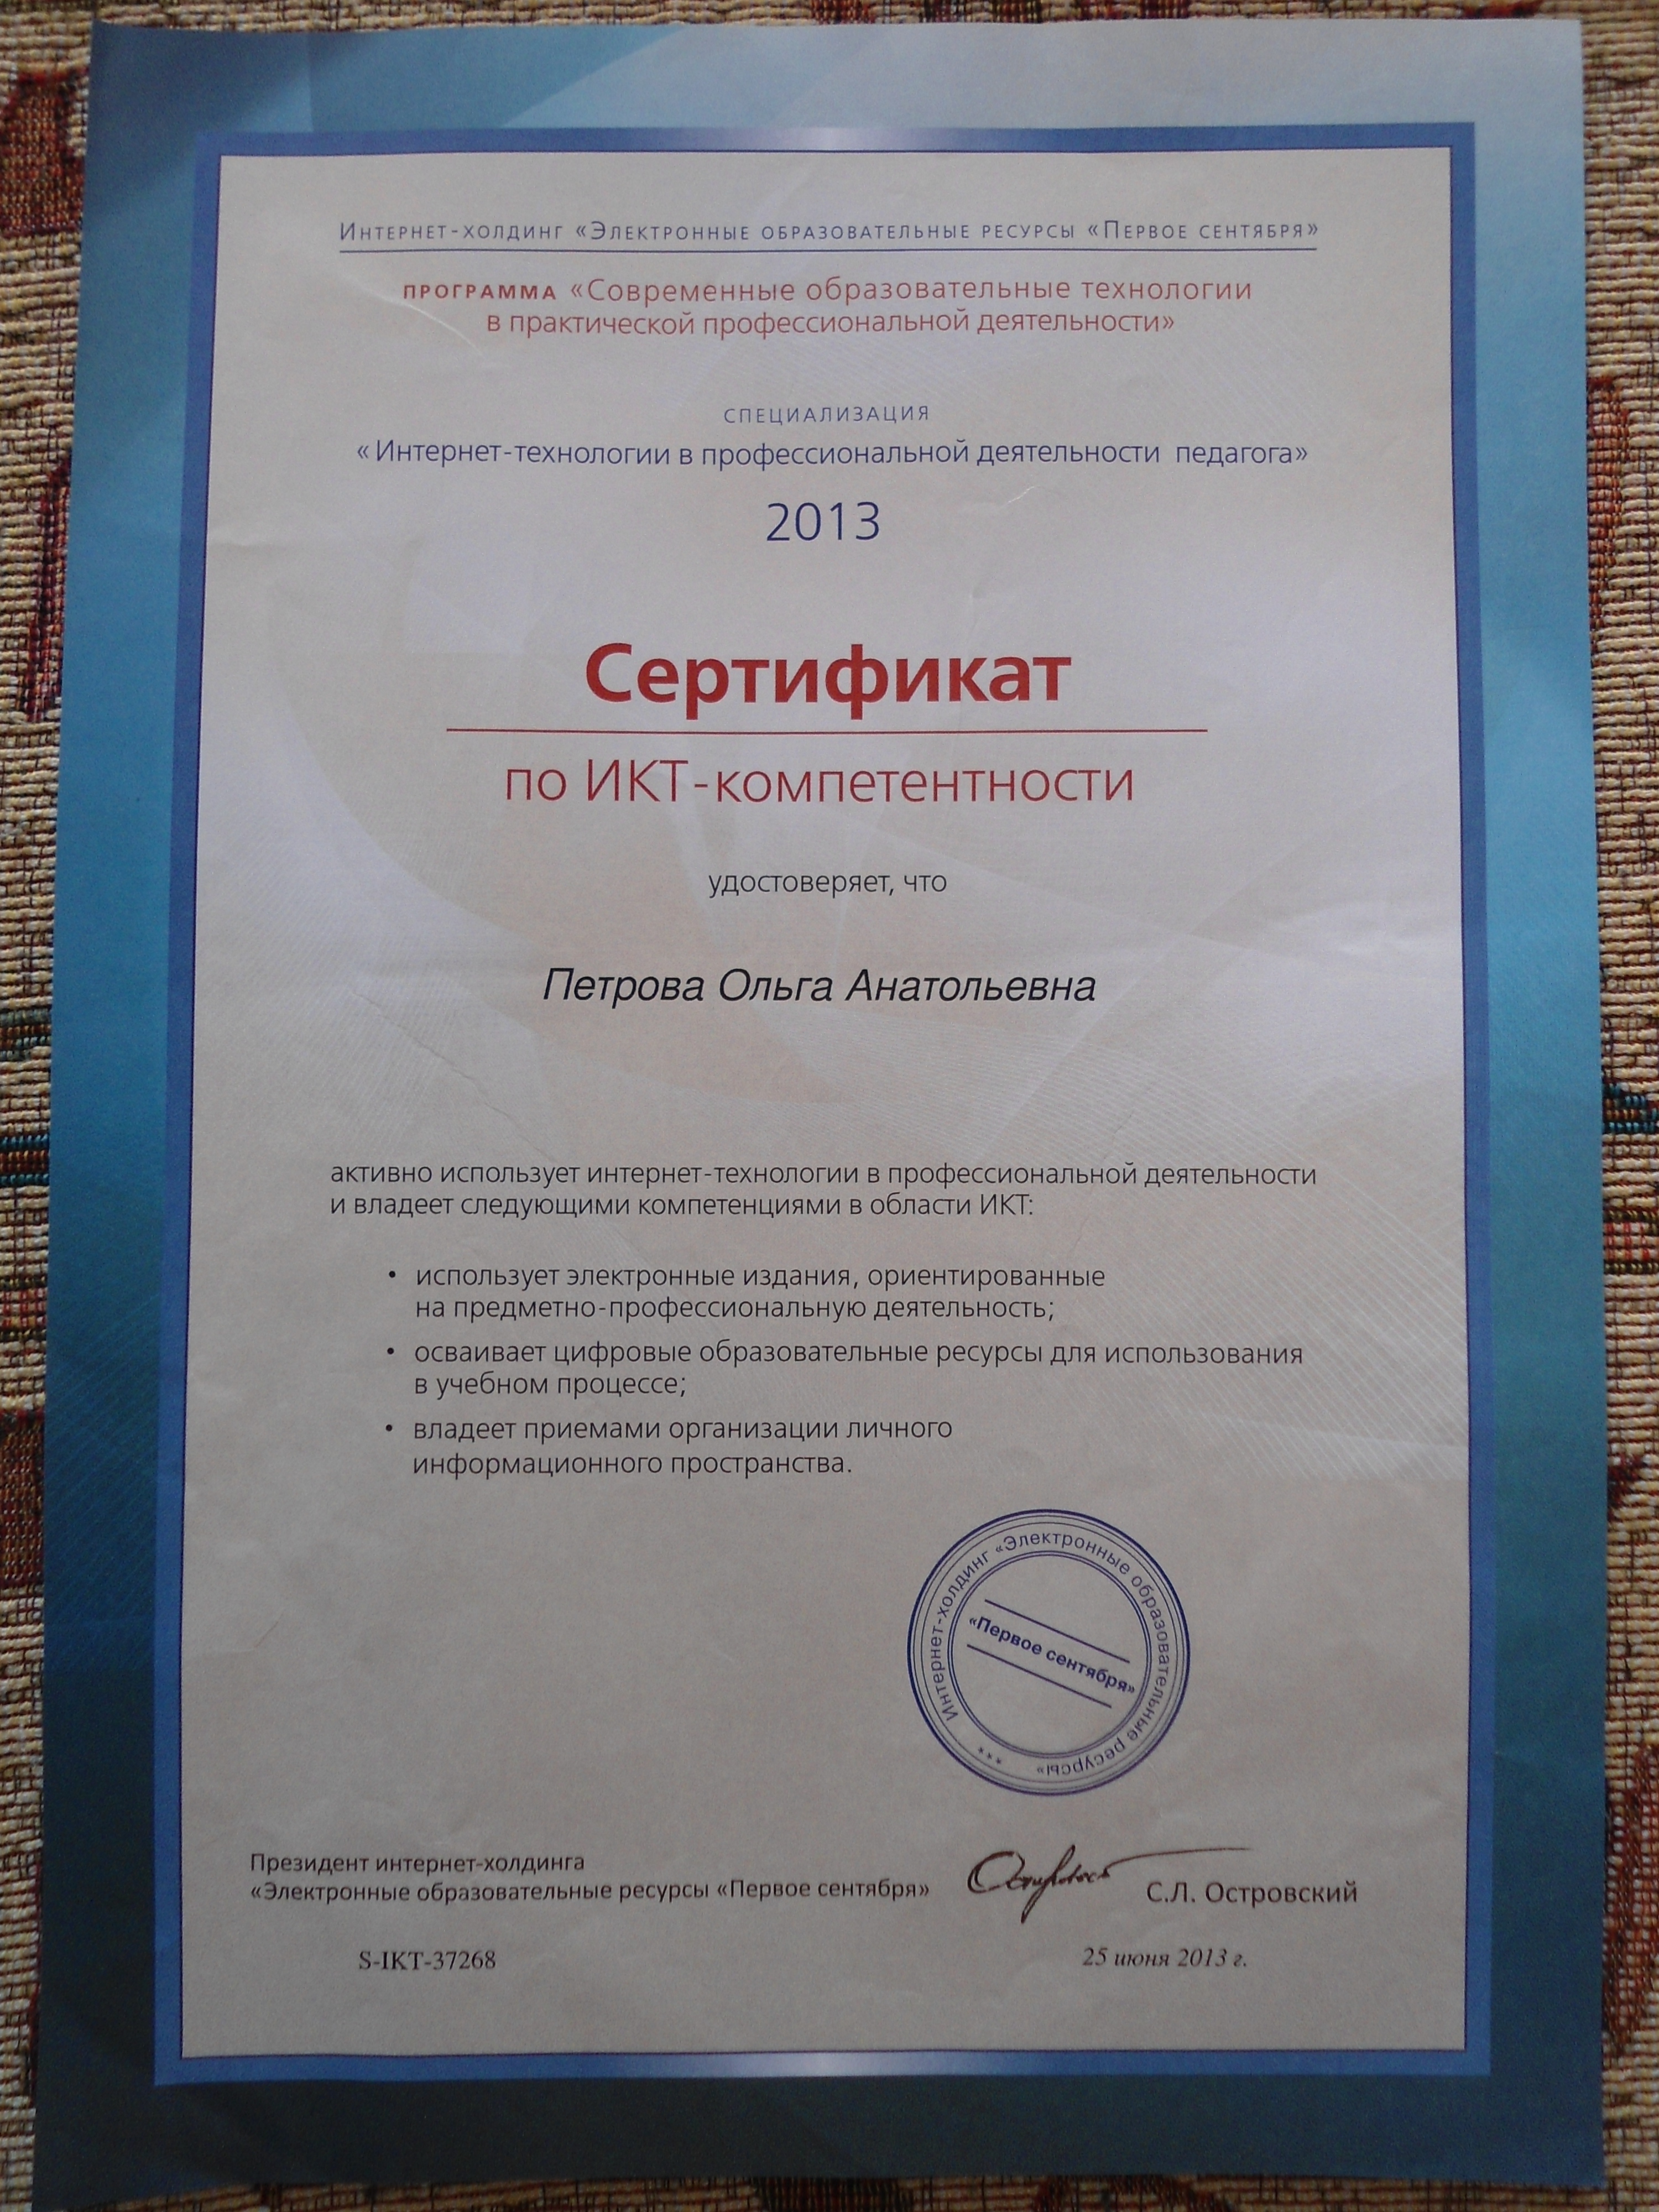 Интернет-холдинг «Электронные образовательные ресурсы «Первое сентября»
программа «Современные образовательные технологии
в практической профессиональной деятельности»
специализация
«Интернет-технологии в профессиональной деятельности педагога»
2013
Сертификат
по ИКТ-компетентности
удостоверяет, что
Петрова Ольга Анатольевна
активно использует интернет-технологии в профессиональной деятельности
и владеет следующими компетенциями в области ИКТ:
• использует электронные издания, ориентированные
на предметно-профессиональную деятельность;
• осваивает цифровые образовательные ресурсы для использования
в учебном процессе;
• владеет приемами организации личного
информационного пространства.
Интернет-холдинг «Электронные образовательные ресурсы» ***
«Первое сентября»
Президент интернет-холдинга
«Электронные образовательные ресурсы «Первое сентября»
С.Л. Островский
S-IKT-37268
25 июня 2013 г.